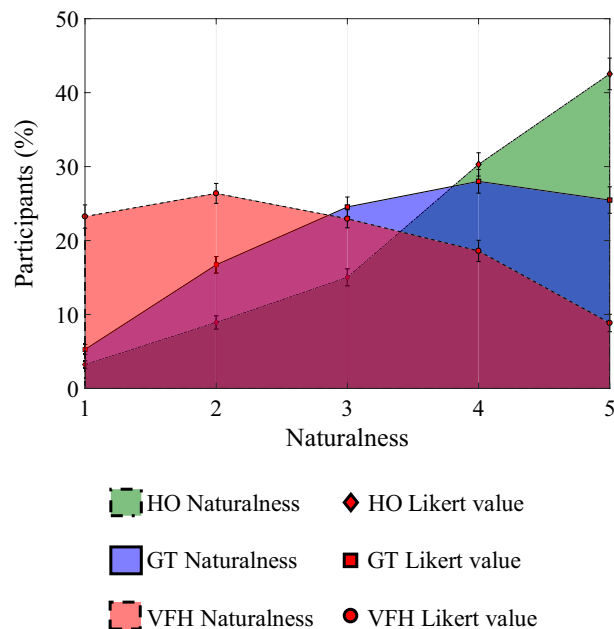 50
40
30
20
10
0
Participants (%)
1 2 3 4 5
Naturalness
HO Naturalness HO Likert value
GT Naturalness GT Likert value
VFH Naturalness VFH Likert value